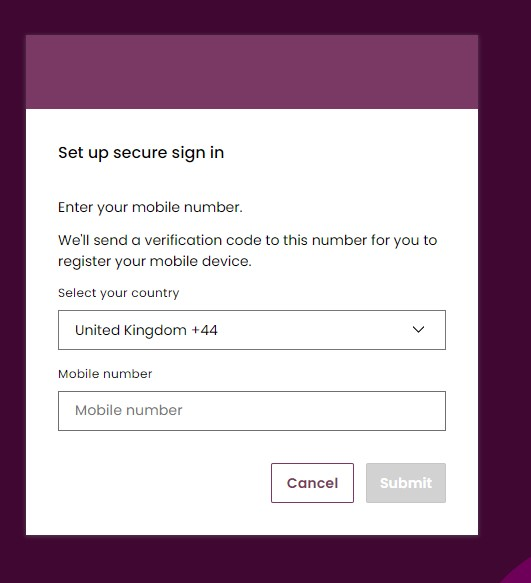 Set up secure sign in
Enter your mobile number.
We'll send a verification code to this number for you to
register your mobile device.
Select your country
United Kingdom +44
Mobile number
Mobile number
Cancel
Submit